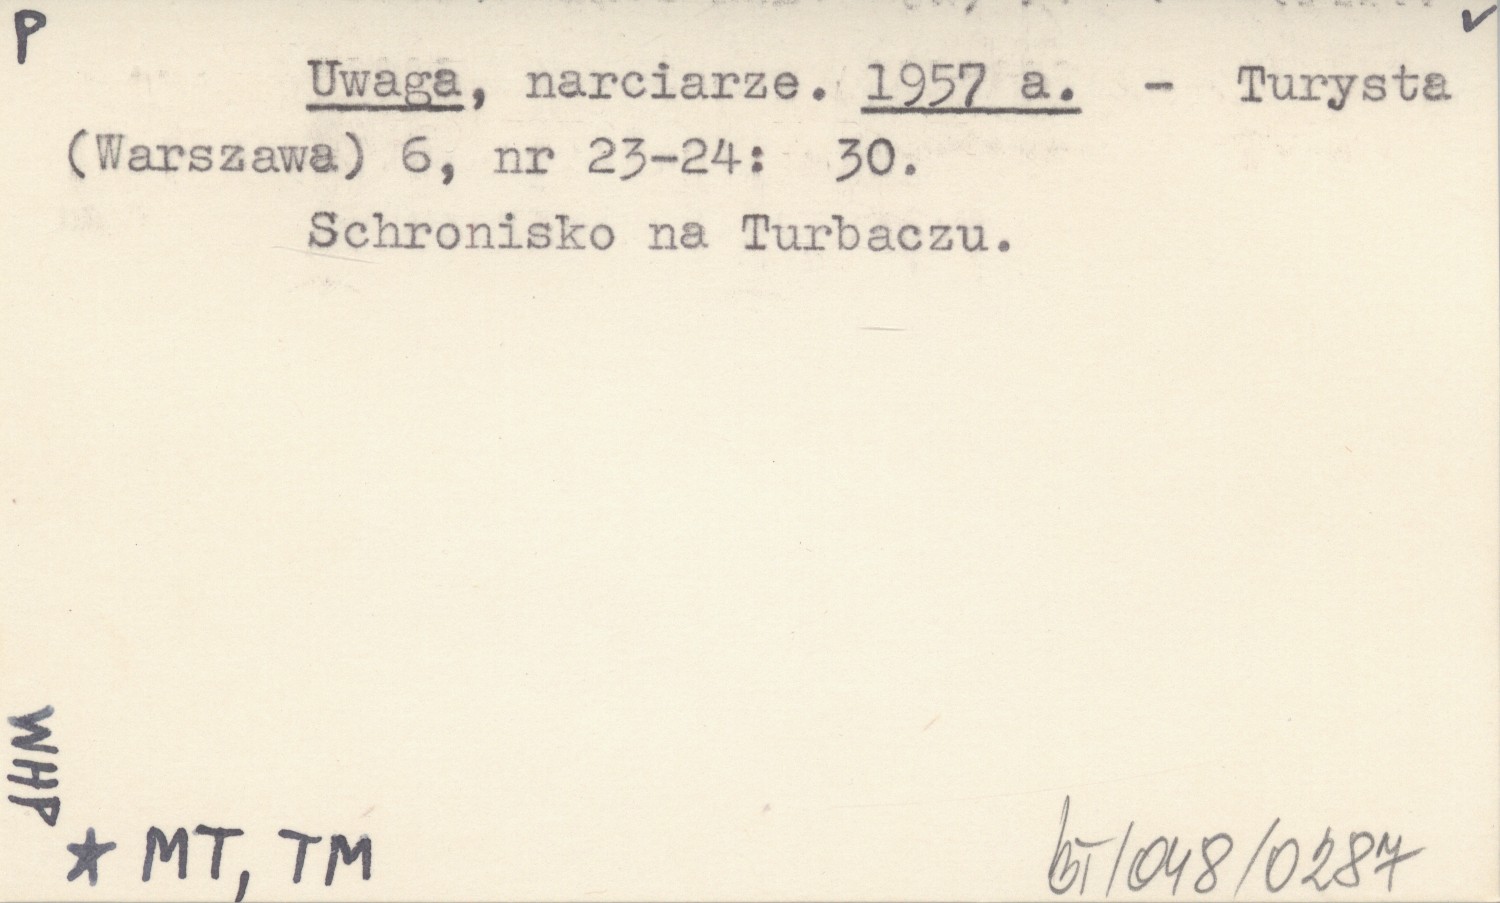 P
Uwaga, narciarze. 1957 a. - Turysta
(Warszawa) 6, nr 23-24: 30.
Schronisko na Turbaczu.
WHP
★ MT, TM
bT/048/0287